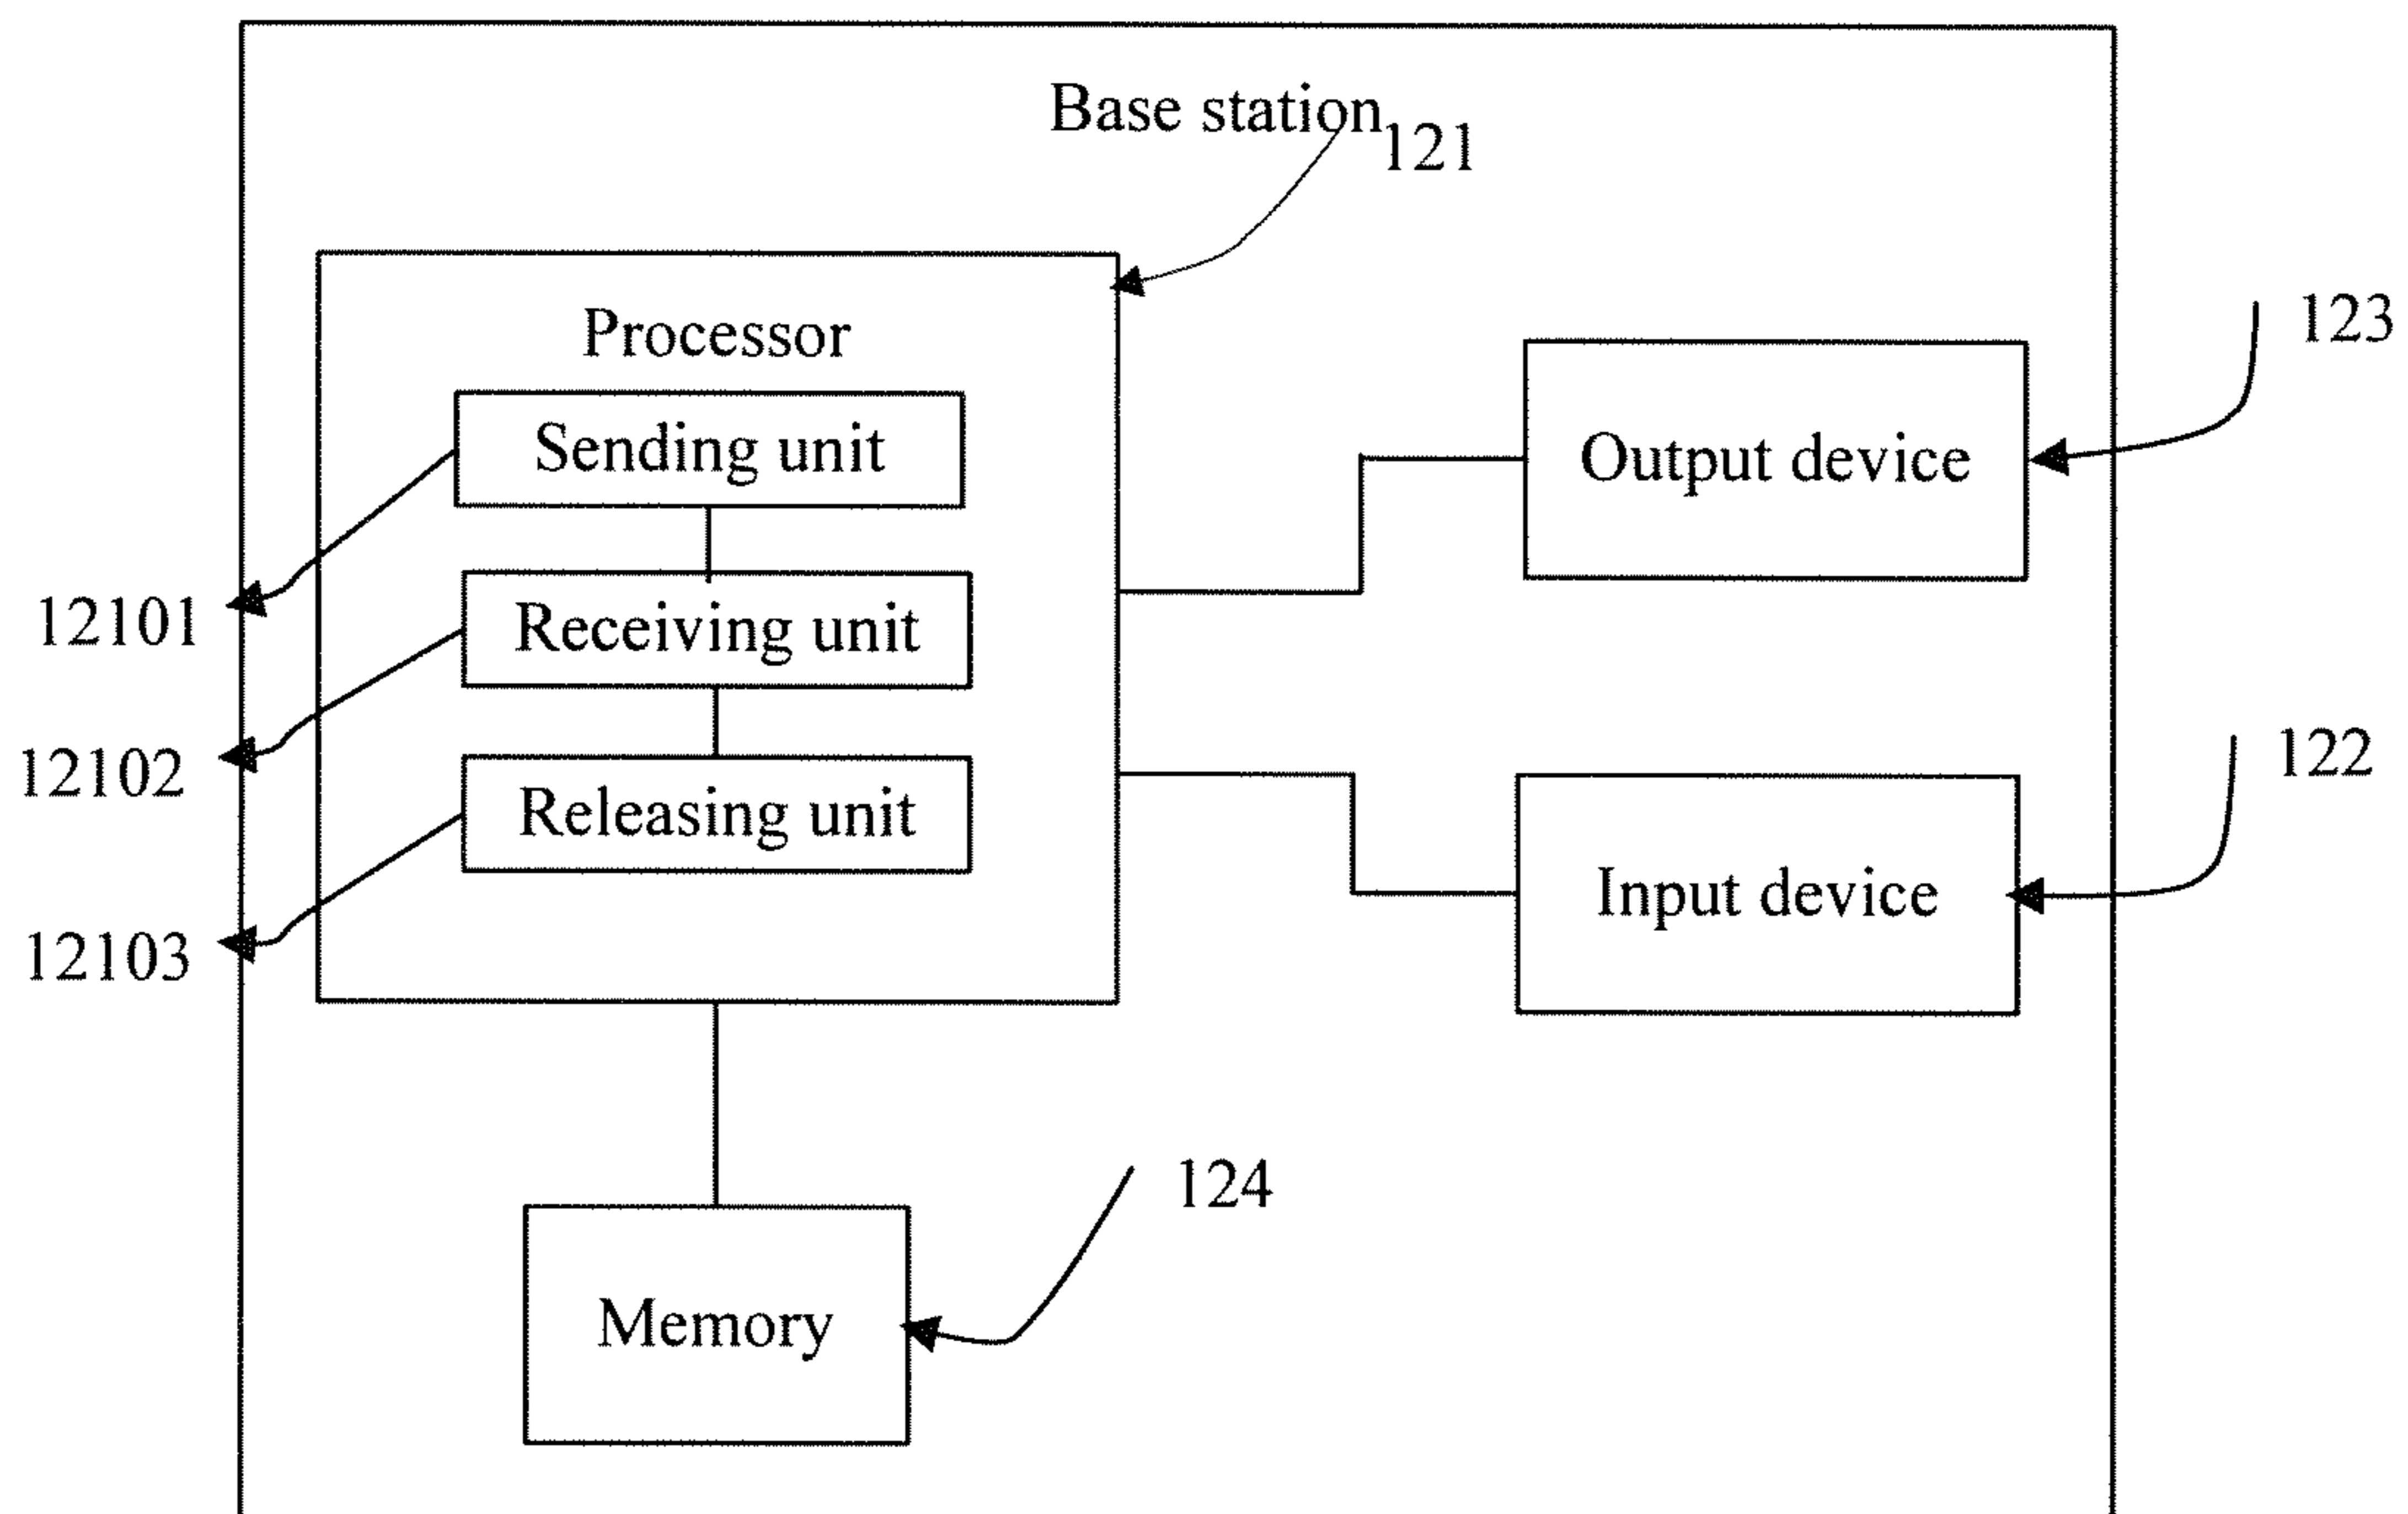 Base station
121
Processor
123
Sending unit
Output device
12101
Receiving unit
12102
122
Releasing unit
Input device
12103
124
Memory